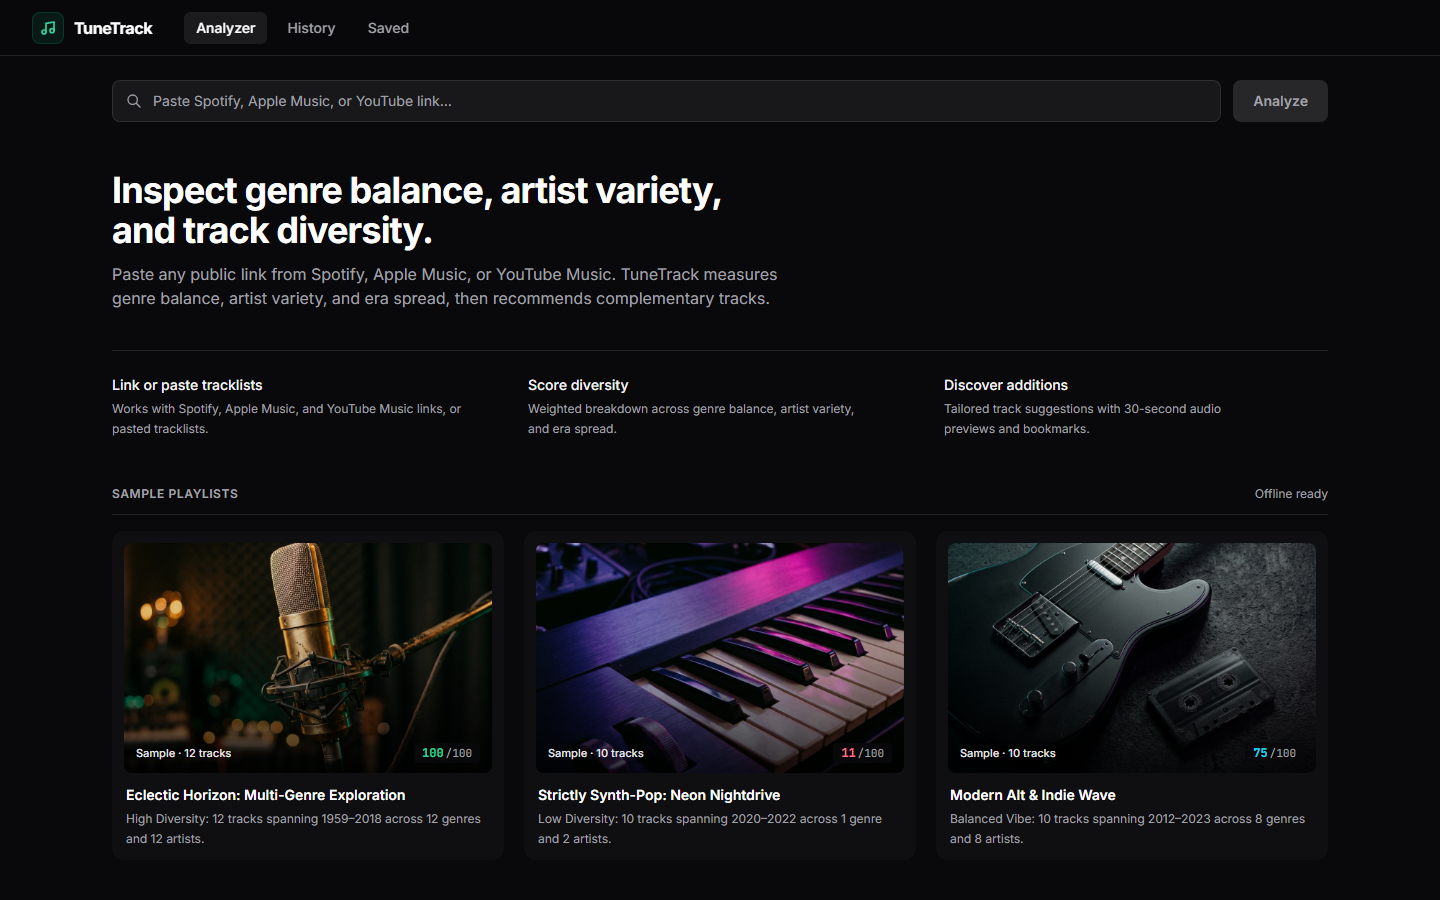 TuneTrack
Analyzer
History
Saved
Paste Spotify, Apple Music, or YouTube link...
Analyze
Inspect genre balance, artist variety,
and track diversity.
Paste any public link from Spotify, Apple Music, or YouTube Music. TuneTrack measures
genre balance, artist variety, and era spread, then recommends complementary tracks.
Link or paste tracklists
Works with Spotify, Apple Music, and YouTube Music links, or
pasted tracklists.
Score diversity
Weighted breakdown across genre balance, artist variety,
and era spread.
Discover additions
Tailored track suggestions with 30-second audio
previews and bookmarks.
SAMPLE PLAYLISTS
Offline ready
Sample · 12 tracks
100/100
Eclectic Horizon: Multi-Genre Exploration
High Diversity: 12 tracks spanning 1959–2018 across 12 genres
and 12 artists.
Sample · 10 tracks
11/100
Strictly Synth-Pop: Neon Nightdrive
Low Diversity: 10 tracks spanning 2020–2022 across 1 genre
and 2 artists.
Sample · 10 tracks
75/100
Modern Alt & Indie Wave
Balanced Vibe: 10 tracks spanning 2012–2023 across 8 genres
and 8 artists.